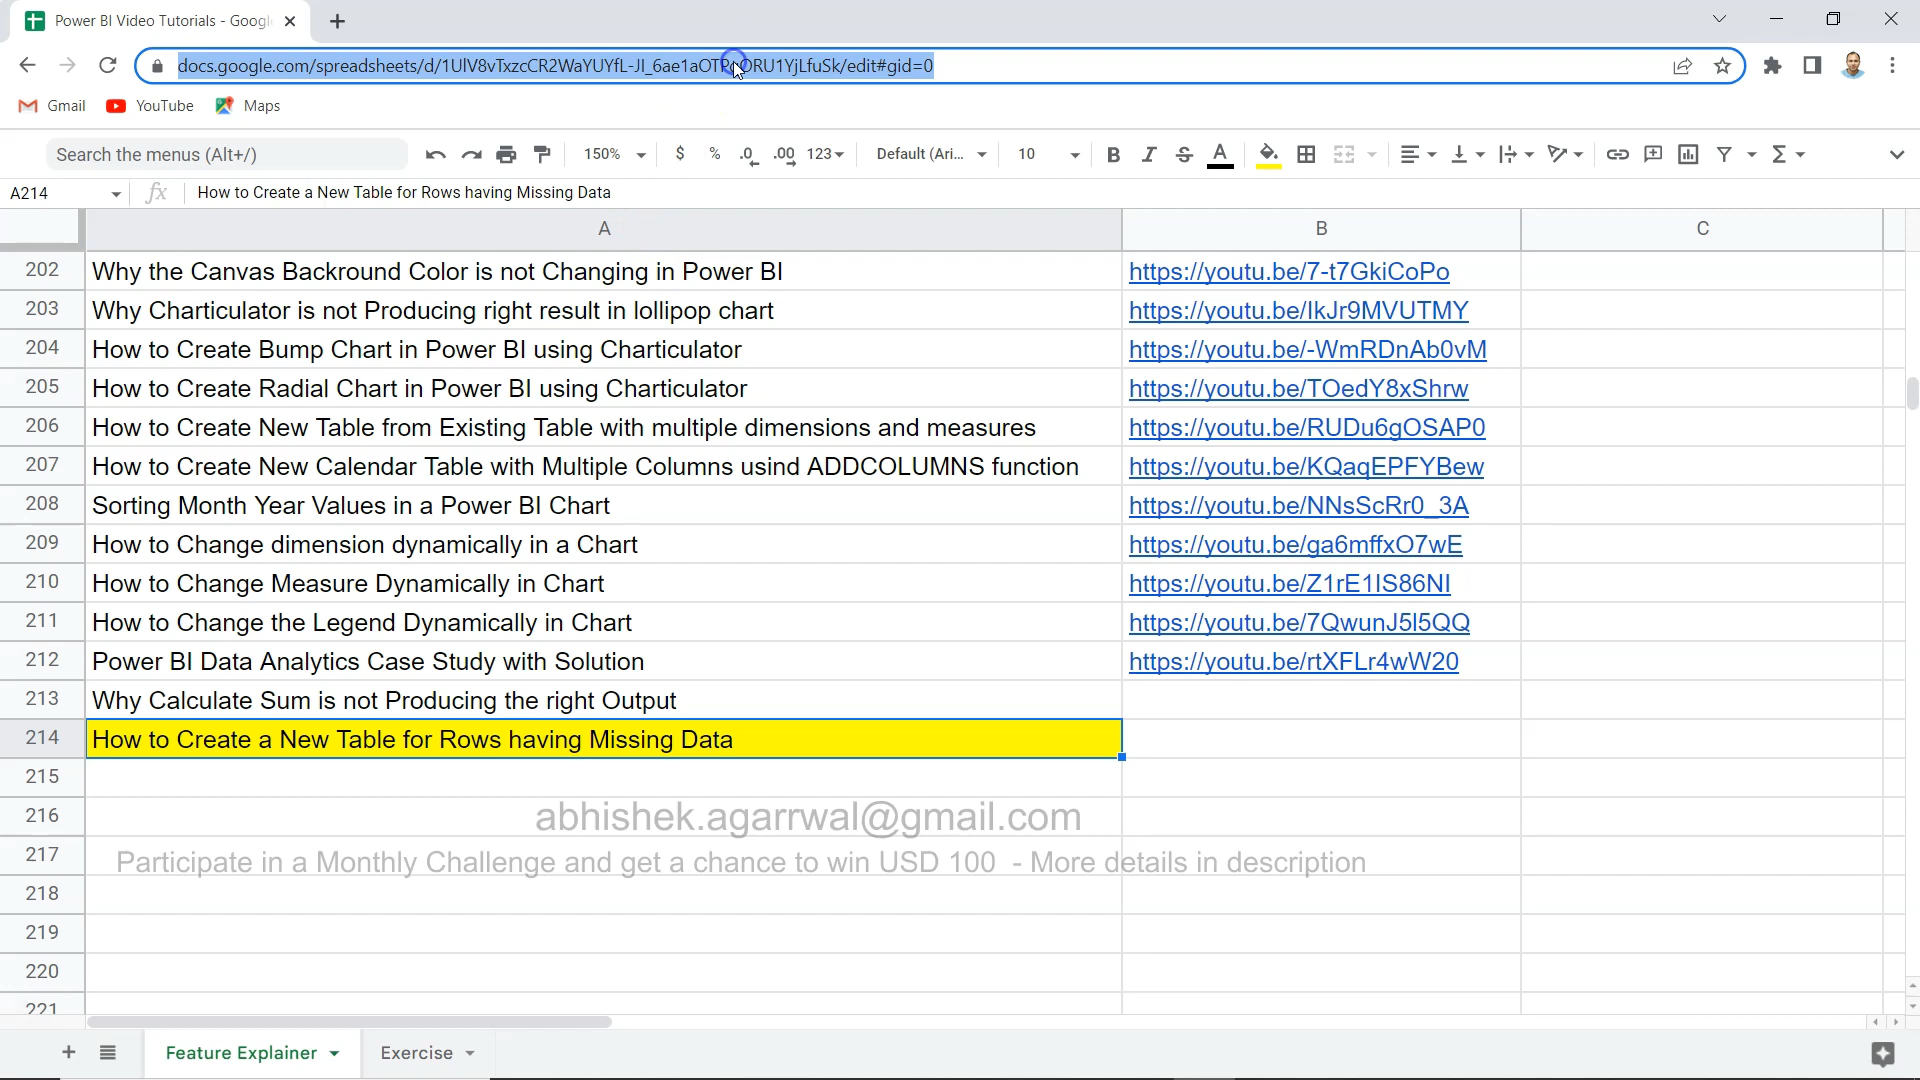 Power BI Video Tutorials - Googl
docs.google.com/spreadsheets/d/1UlV8vTxzcCR2WaYUYfL-JI_6ae1aOT ORU1YjLfuSk/edit#gid=0
Gmail YouTube Maps
Search the menus (Alt+/) 150% $ % .0 .00 123 Default (Ari... 10 B I S A Σ
A214 fx How to Create a New Table for Rows having Missing Data
A B C
202 Why the Canvas Backround Color is not Changing in Power BI https://youtu.be/7-t7GkiCoPo
203 Why Charticulator is not Producing right result in lollipop chart https://youtu.be/IkJr9MVUTMY
204 How to Create Bump Chart in Power BI using Charticulator https://youtu.be/-WmRDnAb0vM
205 How to Create Radial Chart in Power BI using Charticulator https://youtu.be/TOedY8xShrw
206 How to Create New Table from Existing Table with multiple dimensions and measures https://youtu.be/RUDu6gOSAP0
207 How to Create New Calendar Table with Multiple Columns usind ADDCOLUMNS function https://youtu.be/KQaqEPFYBew
208 Sorting Month Year Values in a Power BI Chart https://youtu.be/NNsScRr0_3A
209 How to Change dimension dynamically in a Chart https://youtu.be/ga6mffxO7wE
210 How to Change Measure Dynamically in Chart https://youtu.be/Z1rE1IS86NI
211 How to Change the Legend Dynamically in Chart https://youtu.be/7QwunJ5l5QQ
212 Power BI Data Analytics Case Study with Solution https://youtu.be/rtXFLr4wW20
213 Why Calculate Sum is not Producing the right Output
214 How to Create a New Table for Rows having Missing Data
215
216 abhishek.agarrwal@gmail.com
217 Participate in a Monthly Challenge and get a chance to win USD 100 - More details in description
218
219
220
221
Feature Explainer Exercise